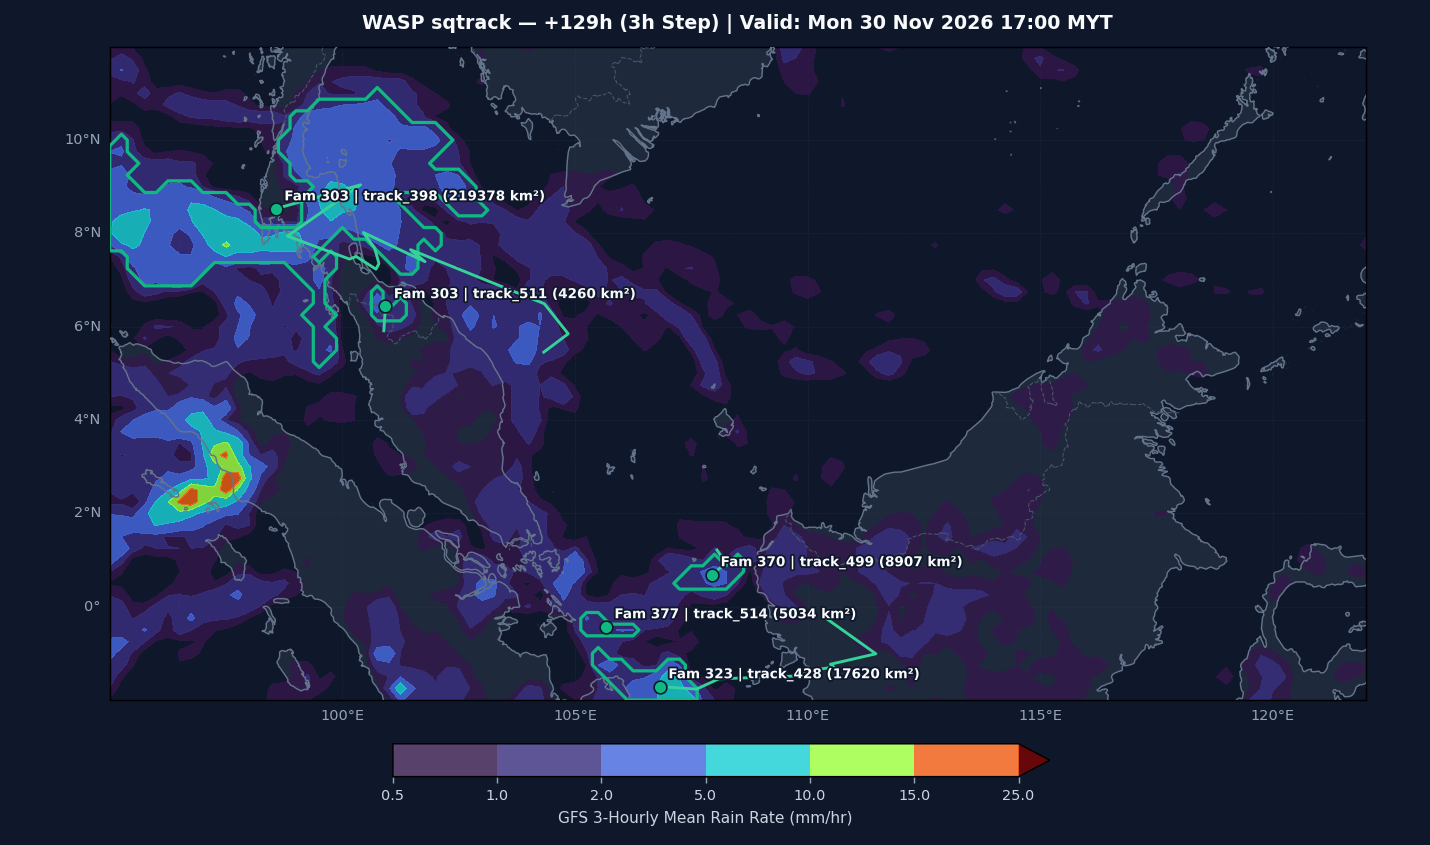 WASP sqtrack — +129h (3h Step) | Valid: Mon 30 Nov 2026 17:00 MYT
10°N
8°N
6°N
4°N
2°N
0°
Fam 303 | track_398 (219378 km²)
Fam 303 | track_511 (4260 km²)
Fam 370 | track_499 (8907 km²)
Fam 377 | track_514 (5034 km²)
Fam 323 | track_428 (17620 km²)
100°E 105°E 110°E 115°E 120°E
0.5 1.0 2.0 5.0 10.0 15.0 25.0
GFS 3-Hourly Mean Rain Rate (mm/hr)